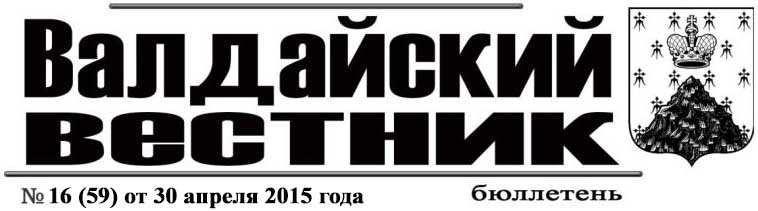 Валдайский
вестник
№ 16 (59) от 30 апреля 2015 года бюллетень